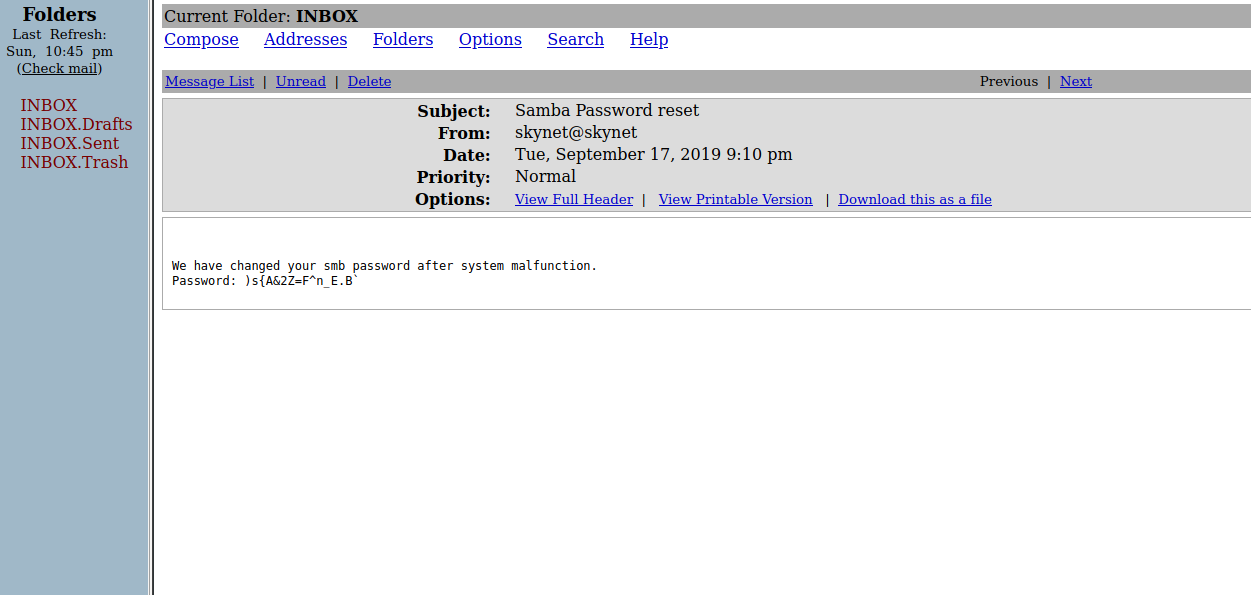 Folders
Last Refresh:
Sun, 10:45 pm
(Check mail)
INBOX
INBOX.Drafts
INBOX.Sent
INBOX.Trash
Current Folder: INBOX
Compose Addresses Folders Options Search Help
Message List | Unread | Delete Previous | Next
Subject: Samba Password reset
From: skynet@skynet
Date: Tue, September 17, 2019 9:10 pm
Priority: Normal
Options: View Full Header | View Printable Version | Download this as a file
We have changed your smb password after system malfunction.
Password: )s{A&2Z=F^n_E.B`